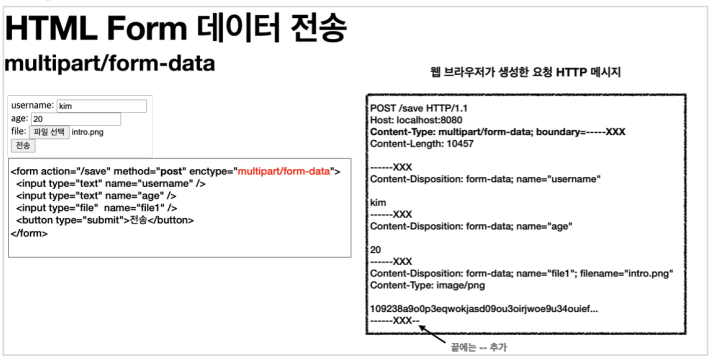 HTML Form 데이터 전송
multipart/form-data
username: kim
age: 20
file: 파일 선택 intro.png
전송
<form action="/save" method="post" enctype="multipart/form-data">
<input type="text" name="username" />
<input type="text" name="age" />
<input type="file" name="file1" />
<button type="submit">전송</button>
</form>
웹 브라우저가 생성한 요청 HTTP 메시지
POST /save HTTP/1.1
Host: localhost:8080
Content-Type: multipart/form-data; boundary=-----XXX
Content-Length: 10457
------XXX
Content-Disposition: form-data; name="username"
kim
------XXX
Content-Disposition: form-data; name="age"
20
------XXX
Content-Disposition: form-data; name="file1"; filename="intro.png"
Content-Type: image/png
109238a9o0p3eqwokjasd09ou3oirjwoe9u34ouief...
------XXX--
끝에는 -- 추가